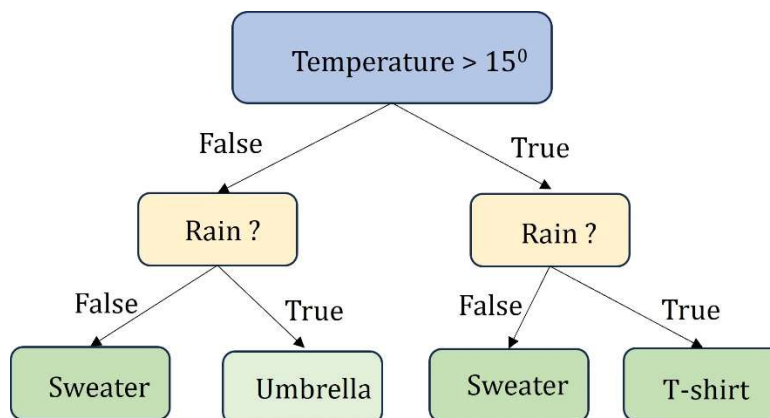 Temperature > 15⁰
False
True
Rain ?
Rain ?
False
True
False
True
Sweater
Umbrella
Sweater
T-shirt